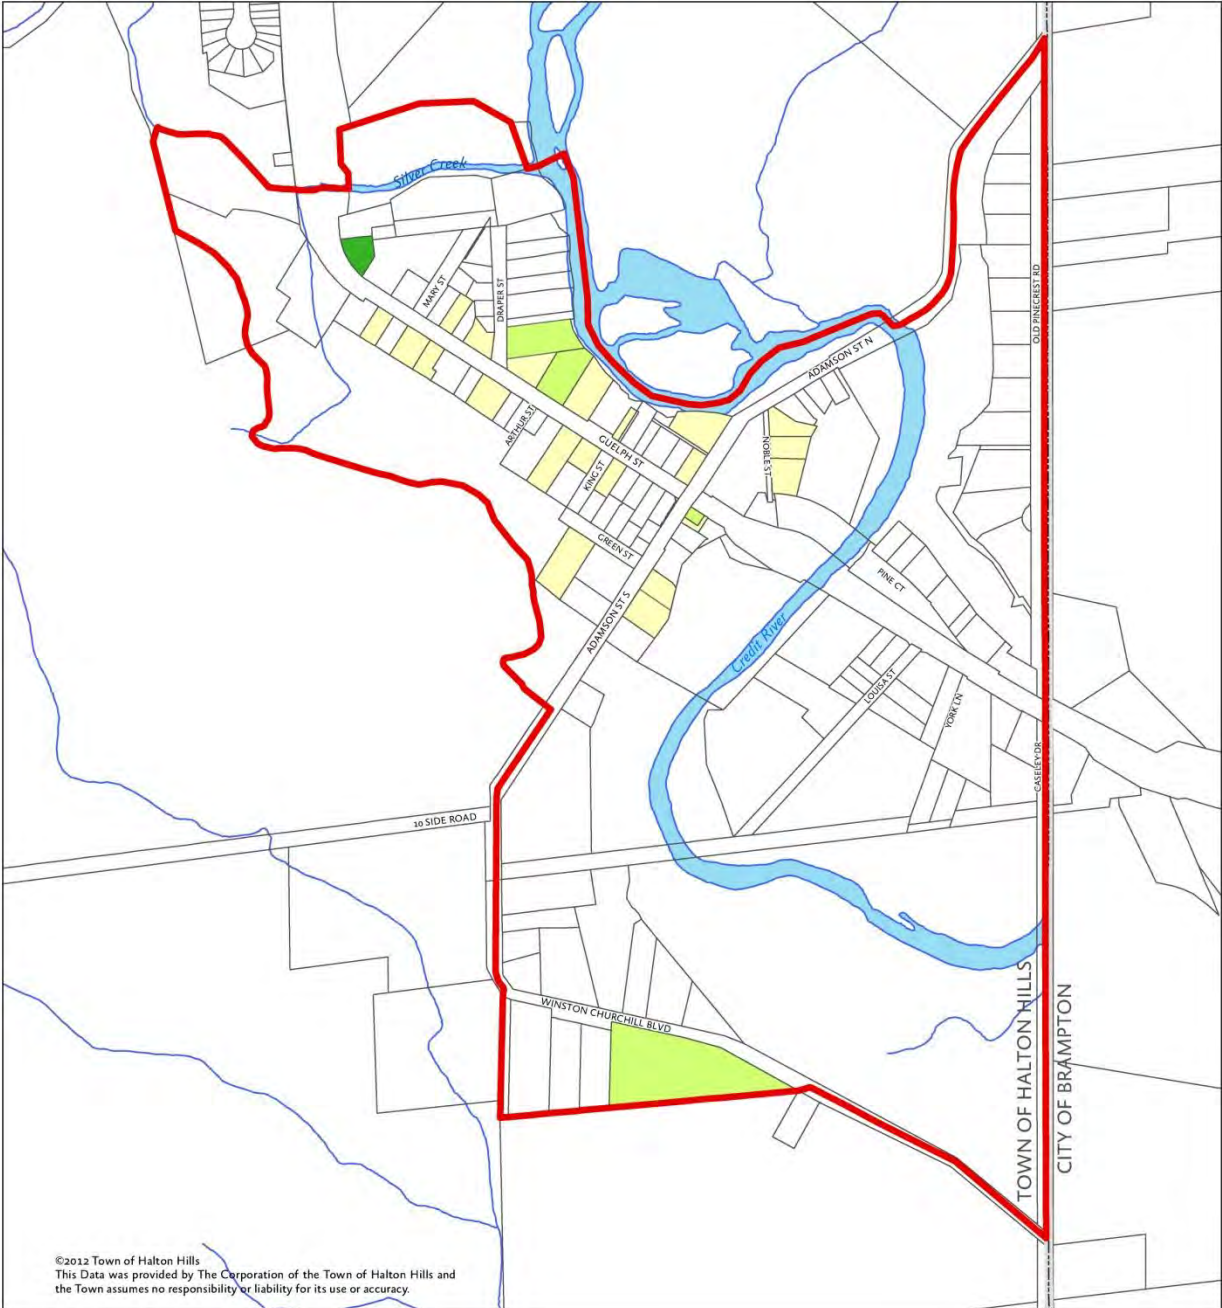 Silver Creek
MARY ST
DRAPER ST
OLD PINECREST RD
ADAMSON ST N
ARTHUR ST
GUELPH ST
NOBLE ST
KING ST
GREEN ST
PINE CT
ADAMSON ST S
Credit River
LOUISA ST
YORK LN
CASELEY DR
10 SIDE ROAD
WINSTON CHURCHILL BLVD
TOWN OF HALTON HILLS
CITY OF BRAMPTON
©2012 Town of Halton Hills
This Data was provided by The Corporation of the Town of Halton Hills and
the Town assumes no responsibility or liability for its use or accuracy.